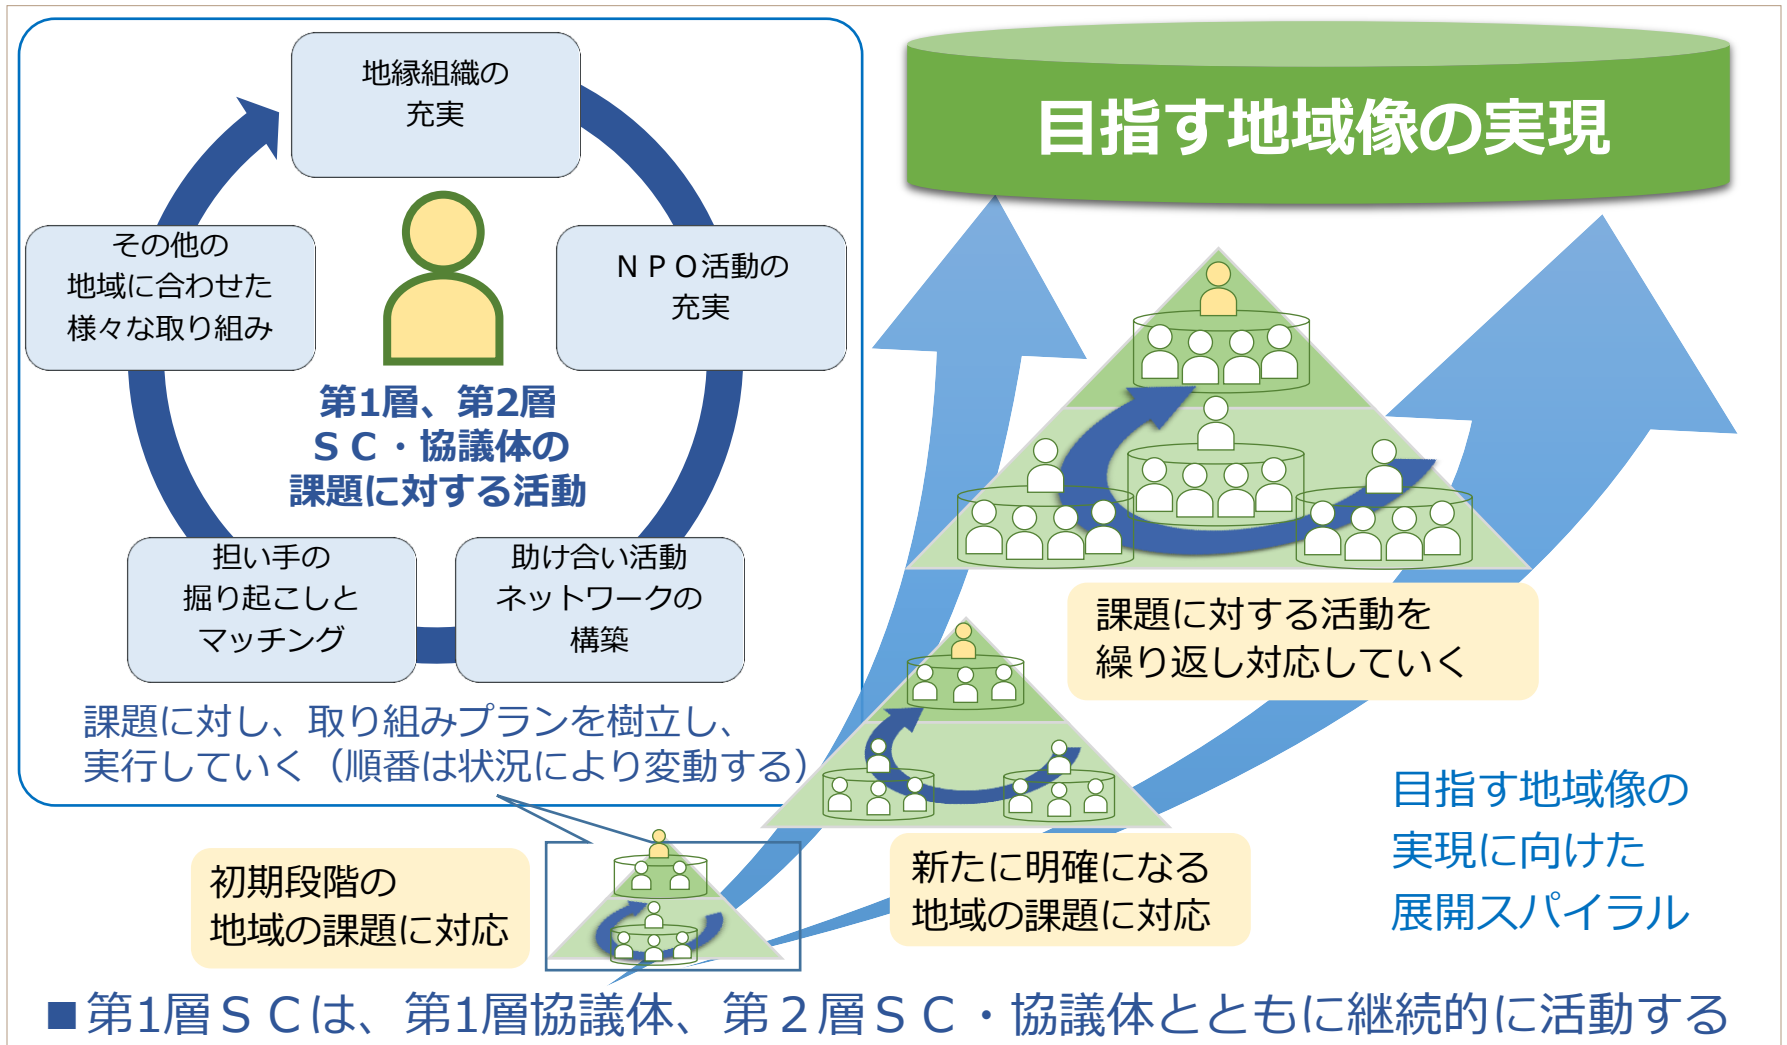 地縁組織の
充実
その他の
地域に合わせた
様々な取り組み
ＮＰＯ活動の
充実
第1層、第2層
ＳＣ・協議体の
課題に対する活動
担い手の
掘り起こしと
マッチング
助け合い活動
ネットワークの
構築
課題に対し、取り組みプランを樹立し、
実行していく（順番は状況により変動する）
目指す地域像の実現
課題に対する活動を
繰り返し対応していく
初期段階の
地域の課題に対応
新たに明確になる
地域の課題に対応
目指す地域像の
実現に向けた
展開スパイラル
■第1層ＳＣは、第1層協議体、第２層ＳＣ・協議体とともに継続的に活動する